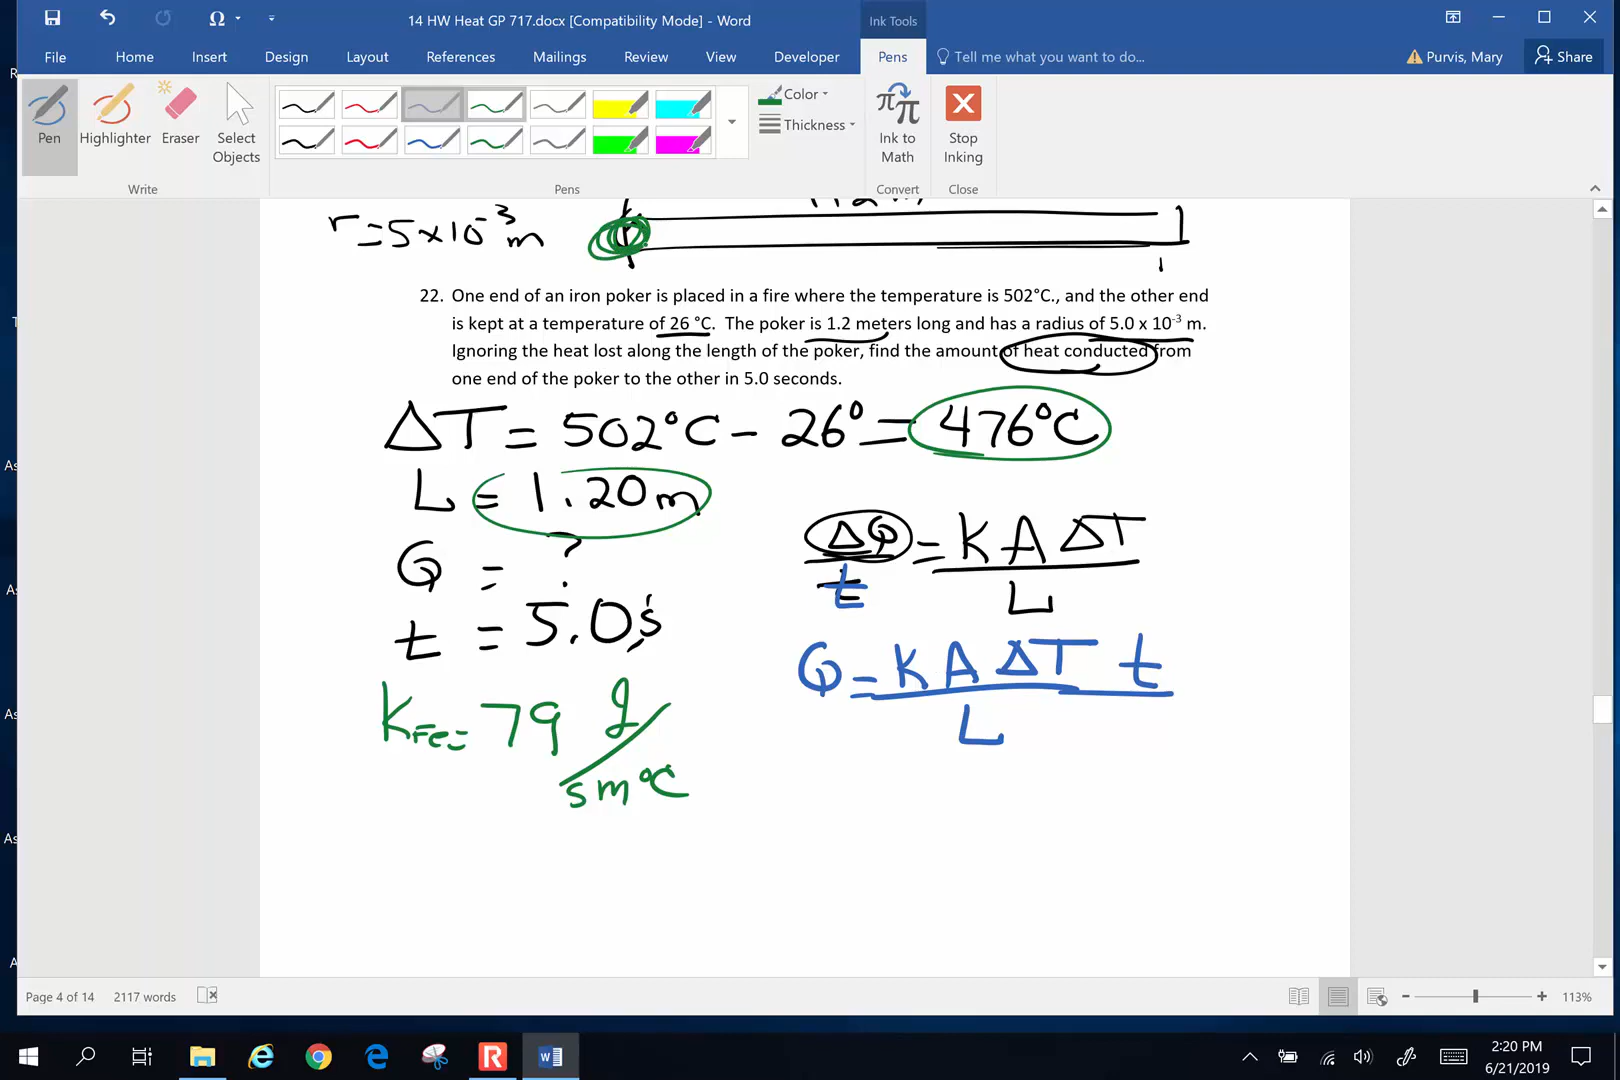 14 HW Heat GP 717.docx [Compatibility Mode] - Word
Ink Tools
File Home Insert Design Layout References Mailings Review View Developer Pens Tell me what you want to do... Purvis, Mary Share
Pen Highlighter Eraser Select Objects
Color
Thickness
Ink to Math
Stop Inking
Write Pens Convert Close
r = 5 x 10⁻³ m
22. One end of an iron poker is placed in a fire where the temperature is 502°C., and the other end
is kept at a temperature of 26 °C. The poker is 1.2 meters long and has a radius of 5.0 x 10⁻³ m.
Ignoring the heat lost along the length of the poker, find the amount of heat conducted from
one end of the poker to the other in 5.0 seconds.
ΔT = 502°C - 26° = 476°C
L = 1.20 m
Q = ?
t = 5.0 s
K Fe = 79 J / s m °C
ΔQ / t = K A ΔT / L
Q = K A ΔT t / L
Page 4 of 14 2117 words 113%
2:20 PM
6/21/2019